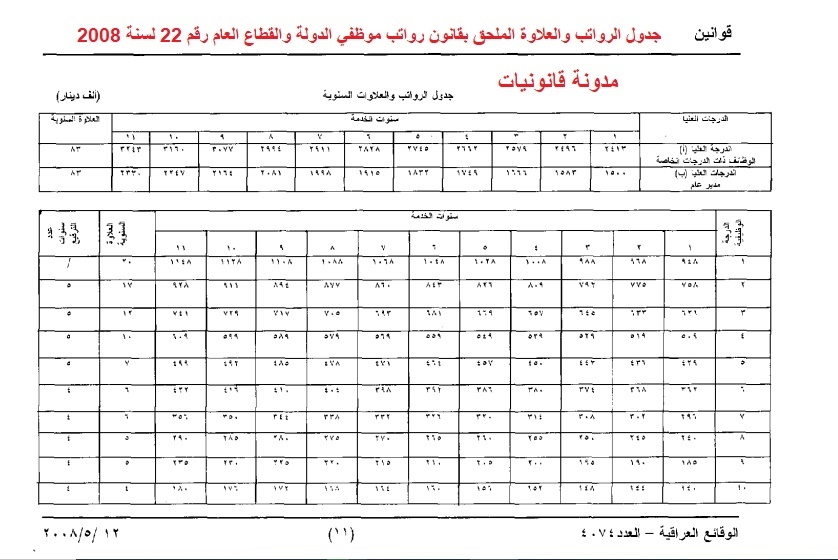 قوانين
جدول الرواتب والعلاوة الملحق بقانون رواتب موظفي الدولة والقطاع العام رقم 22 لسنة 2008
مدونة قانونيات
جدول الرواتب والعلاوات السنوية (ألف دينار)
الدرجات العليا سنوات الخدمة العلاوة السنوية
١ ٢ ٣ ٤ ٥ ٦ ٧ ٨ ٩ ١٠ ١١
الدرجة العليا (أ) ٢٤١٣ ٢٤٩٦ ٢٥٧٩ ٢٦٦٢ ٢٧٤٥ ٢٨٢٨ ٢٩١١ ٢٩٩٤ ٣٠٧٧ ٣١٦٠ ٣٢٤٣ ٨٣
الوظائف ذات الدرجات الخاصة
الدرجات العليا (ب) ١٥٠٠ ١٥٨٣ ١٦٦٦ ١٧٤٩ ١٨٣٢ ١٩١٥ ١٩٩٨ ٢٠٨١ ٢١٦٤ ٢٢٤٧ ٢٣٣٠ ٨٣
مدير عام
الدرجة الوظيفية سنوات الخدمة العلاوة السنوية عدد سنوات الترفيع
١ ٢ ٣ ٤ ٥ ٦ ٧ ٨ ٩ ١٠ ١١
١ ٩٤٨ ٩٦٨ ٩٨٨ ١٠٠٨ ١٠٢٨ ١٠٤٨ ١٠٦٨ ١٠٨٨ ١١٠٨ ١١٢٨ ١١٤٨ ٢٠ /
٢ ٧٥٨ ٧٧٥ ٧٩٢ ٨٠٩ ٨٢٦ ٨٤٣ ٨٦٠ ٨٧٧ ٨٩٤ ٩١١ ٩٢٨ ١٧ ٥
٣ ٦٢١ ٦٣٣ ٦٤٥ ٦٥٧ ٦٦٩ ٦٨١ ٦٩٣ ٧٠٥ ٧١٧ ٧٢٩ ٧٤١ ١٢ ٥
٤ ٥٠٩ ٥١٩ ٥٢٩ ٥٣٩ ٥٤٩ ٥٥٩ ٥٦٩ ٥٧٩ ٥٨٩ ٥٩٩ ٦٠٩ ١٠ ٥
٥ ٤٢٩ ٤٣٦ ٤٤٣ ٤٥٠ ٤٥٧ ٤٦٤ ٤٧١ ٤٧٨ ٤٨٥ ٤٩٢ ٤٩٩ ٧ ٥
٦ ٣٦٢ ٣٦٨ ٣٧٤ ٣٨٠ ٣٨٦ ٣٩٢ ٣٩٨ ٤٠٤ ٤١٠ ٤١٦ ٤٢٢ ٦ ٤
٧ ٢٩٦ ٣٠٢ ٣٠٨ ٣١٤ ٣٢٠ ٣٢٦ ٣٣٢ ٣٣٨ ٣٤٤ ٣٥٠ ٣٥٦ ٦ ٤
٨ ٢٤٠ ٢٤٥ ٢٥٠ ٢٥٥ ٢٦٠ ٢٦٥ ٢٧٠ ٢٧٥ ٢٨٠ ٢٨٥ ٢٩٠ ٥ ٤
٩ ١٨٥ ١٩٠ ١٩٥ ٢٠٠ ٢٠٥ ٢١٠ ٢١٥ ٢٢٠ ٢٢٥ ٢٣٠ ٢٣٥ ٥ ٤
١٠ ١٤٠ ١٤٤ ١٤٨ ١٥٢ ١٥٦ ١٦٠ ١٦٤ ١٦٨ ١٧٢ ١٧٦ ١٨٠ ٤ ٤
الوقائع العراقية – العدد ٤٠٧٤ (١١) ١٢ /٥/ ٢٠٠٨